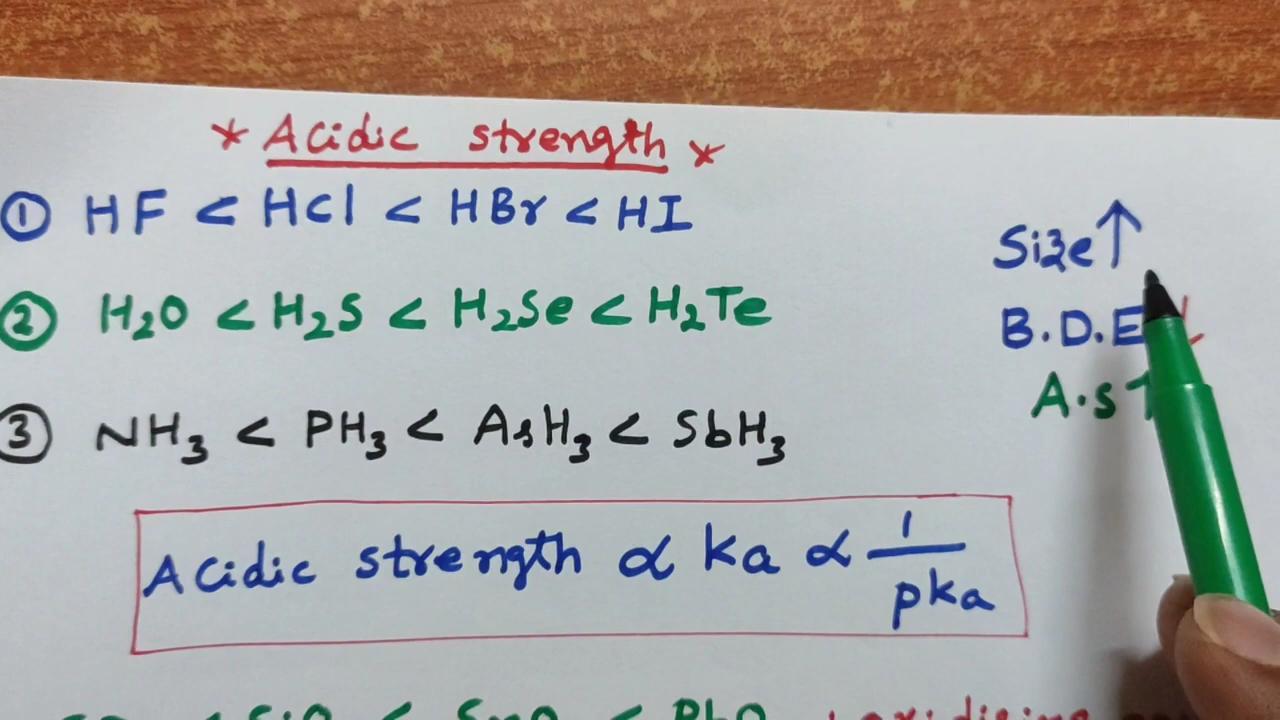 * Acidic strength *
① HF < HCl < HBr < HI
② H₂O < H₂S < H₂Se < H₂Te
③ NH₃ < PH₃ < AsH₃ < SbH₃
Size ↑
B.D.E
A.S ↑
Acidic strength ∝ ka ∝ 1/pka